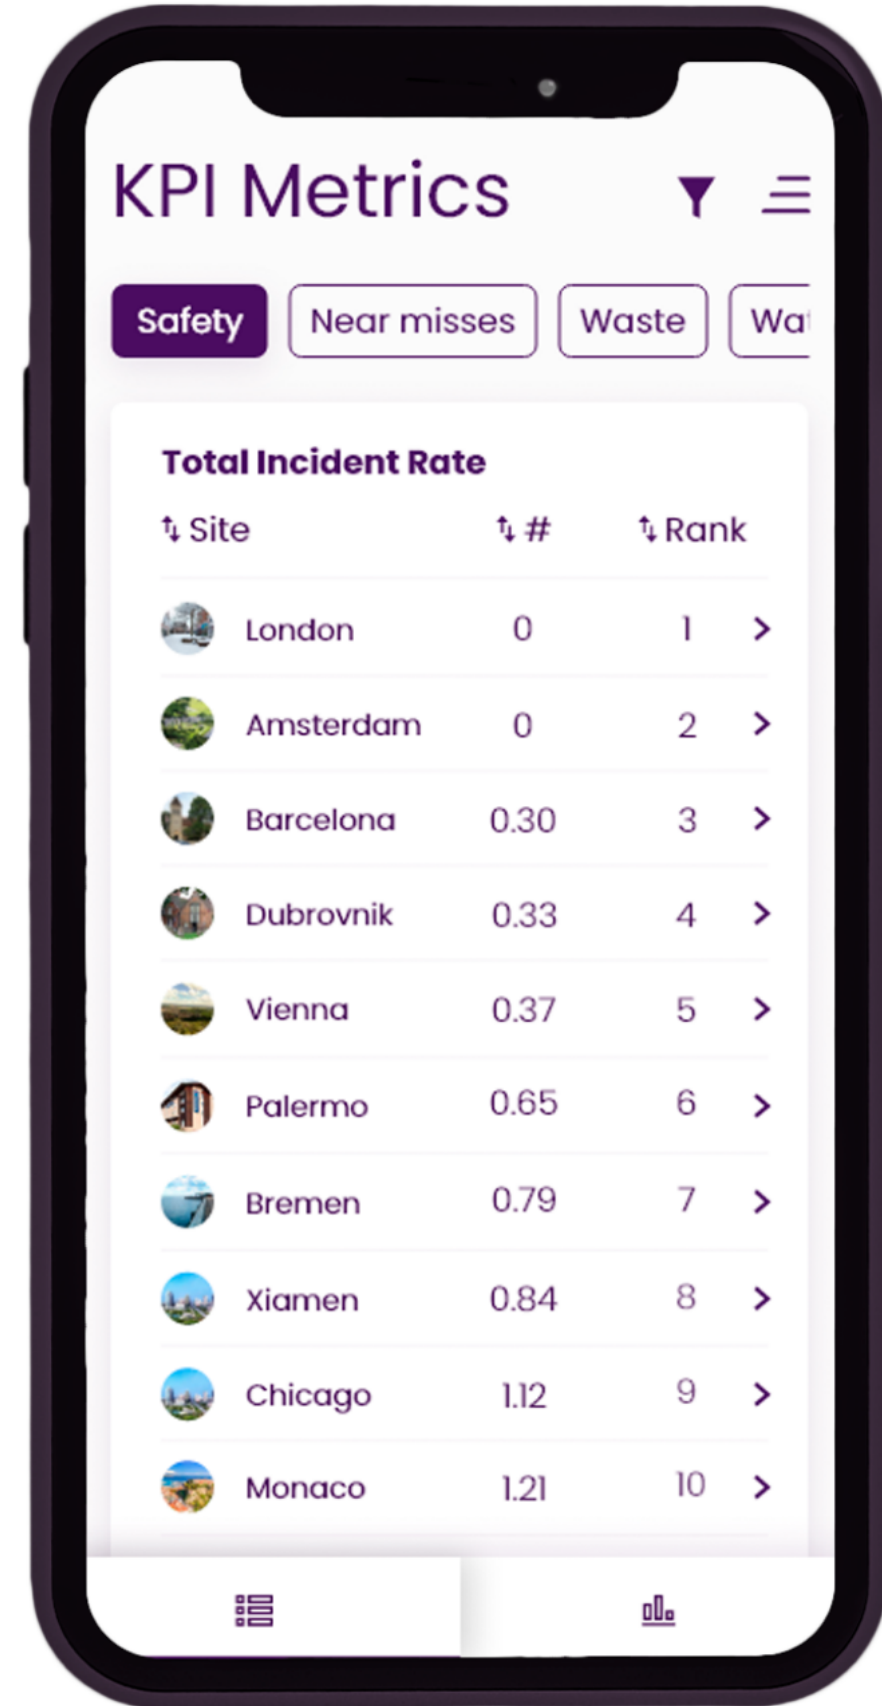 KPI Metrics
Safety Near misses Waste Wat
Total Incident Rate
Site # Rank
London 0 1
Amsterdam 0 2
Barcelona 0.30 3
Dubrovnik 0.33 4
Vienna 0.37 5
Palermo 0.65 6
Bremen 0.79 7
Xiamen 0.84 8
Chicago 1.12 9
Monaco 1.21 10